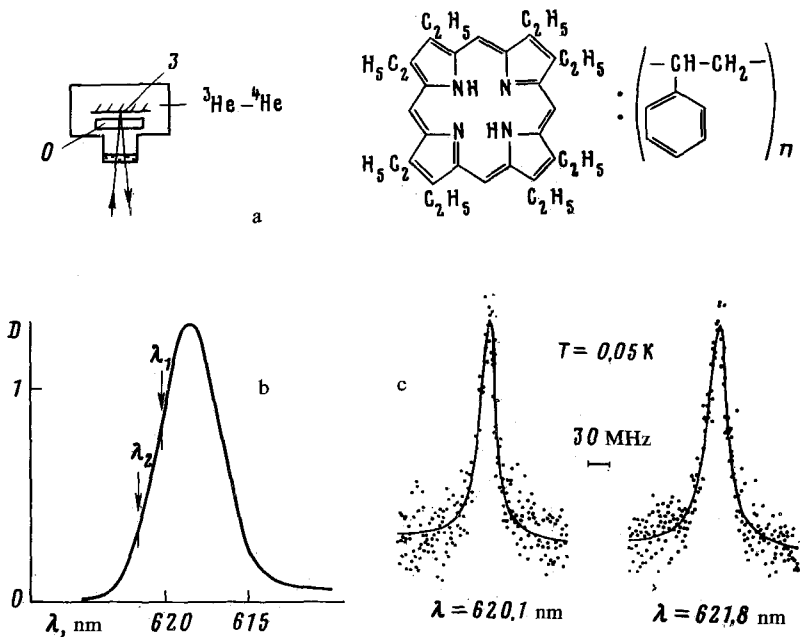 3
³He–⁴He
0
a
C₂H₅ C₂H₅
H₅C₂ C₂H₅
NH N
N HN
H₅C₂ C₂H₅
C₂H₅ C₂H₅
: (–CH–CH₂–)n
D
1
λ₁
λ₂
0
b
λ, nm 620 615
c
T = 0,05 K
30 MHz
λ = 620,1 nm
λ = 621,8 nm